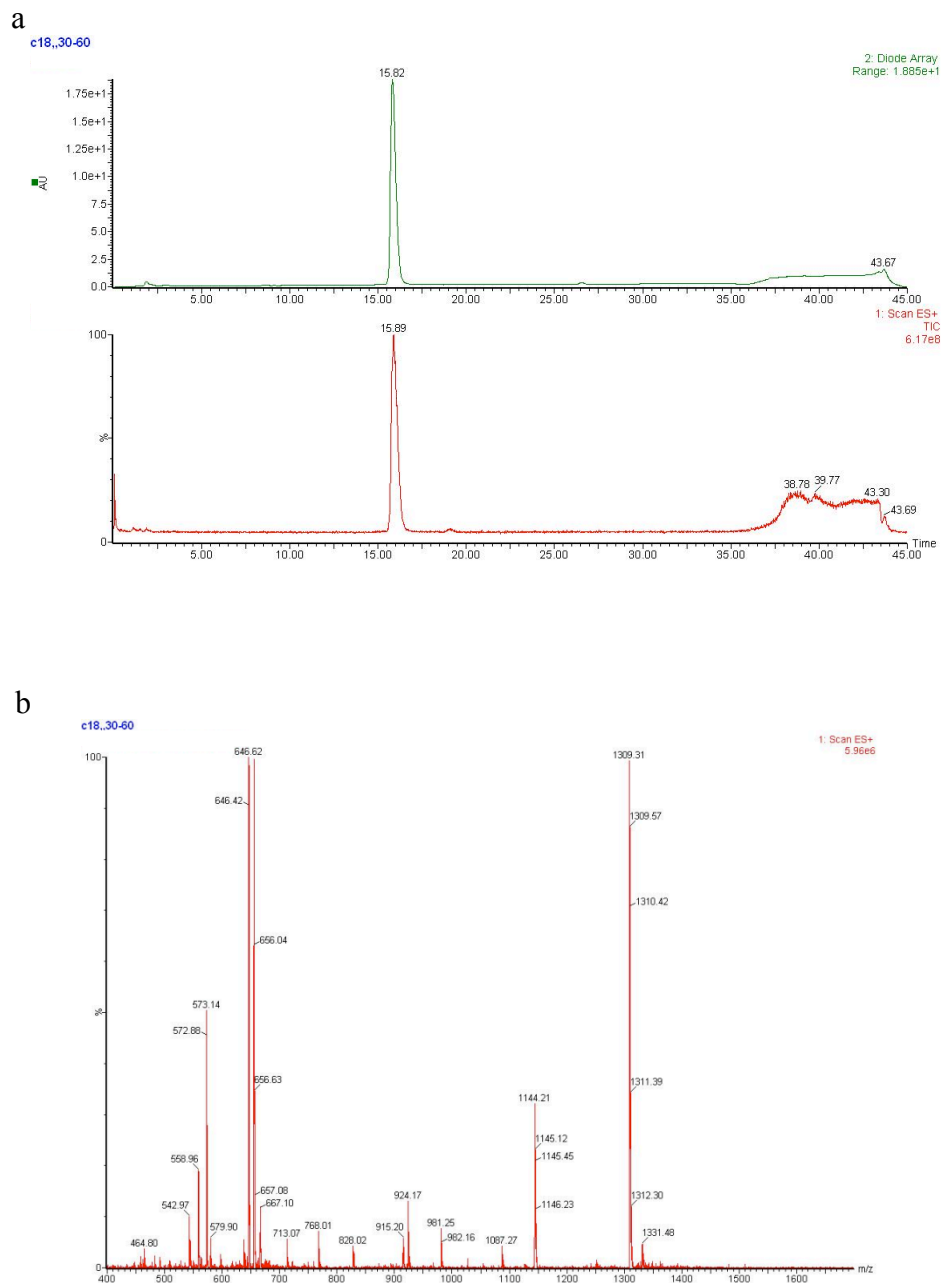 a
c18,,30-60
2: Diode Array
Range: 1.885e+1
15.82
1.75e+1
1.5e+1
1.25e+1
1.0e+1
7.5
5.0
2.5
0.0
AU
43.67
5.00 10.00 15.00 20.00 25.00 30.00 35.00 40.00 45.00
1: Scan ES+
TIC
6.17e8
15.89
100
%
0
38.78
39.77
43.30
43.69
Time
5.00 10.00 15.00 20.00 25.00 30.00 35.00 40.00 45.00
b
c18,,30-60
1: Scan ES+
5.96e6
100
%
0
646.62
646.42
656.04
573.14
572.88
656.63
558.96
657.08
667.10
542.97
579.90
464.80
713.07
768.01
828.02
915.20
924.17
981.25
982.16
1087.27
1144.21
1145.12
1145.45
1146.23
1309.31
1309.57
1310.42
1311.39
1312.30
1331.48
400 500 600 700 800 900 1000 1100 1200 1300 1400 1500 1600
m/z